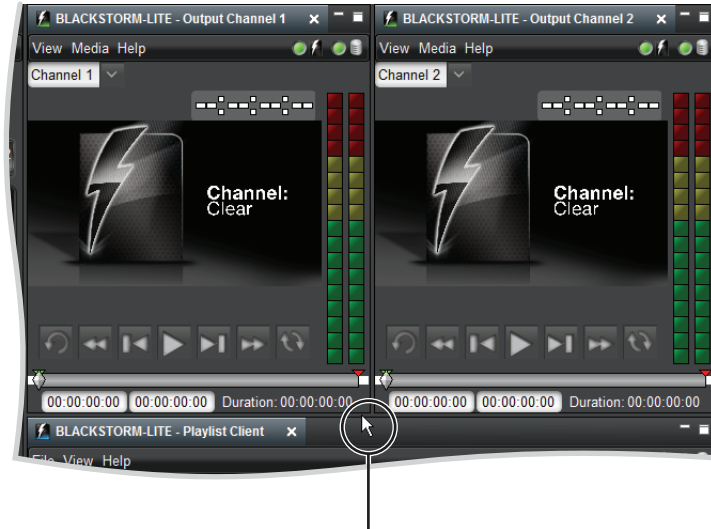 BLACKSTORM-LITE - Output Channel 1
BLACKSTORM-LITE - Output Channel 2
View Media Help
View Media Help
Channel 1
Channel 2
--:--:--:--
--:--:--:--
Channel:
Clear
Channel:
Clear
00:00:00:00 00:00:00:00 Duration: 00:00:00:00
00:00:00:00 00:00:00:00 Duration: 00:00:00:00
BLACKSTORM-LITE - Playlist Client
File View Help